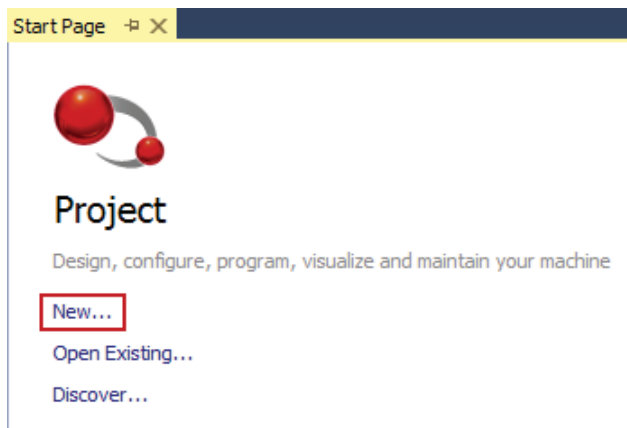 Start Page
Project
Design, configure, program, visualize and maintain your machine
New...
Open Existing...
Discover...